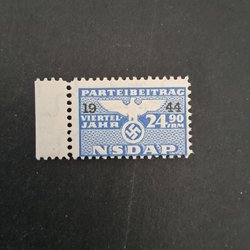 PARTEIBEITRAG
19 44
VIERTEL- 24.90
JAHR RM
NSDAP